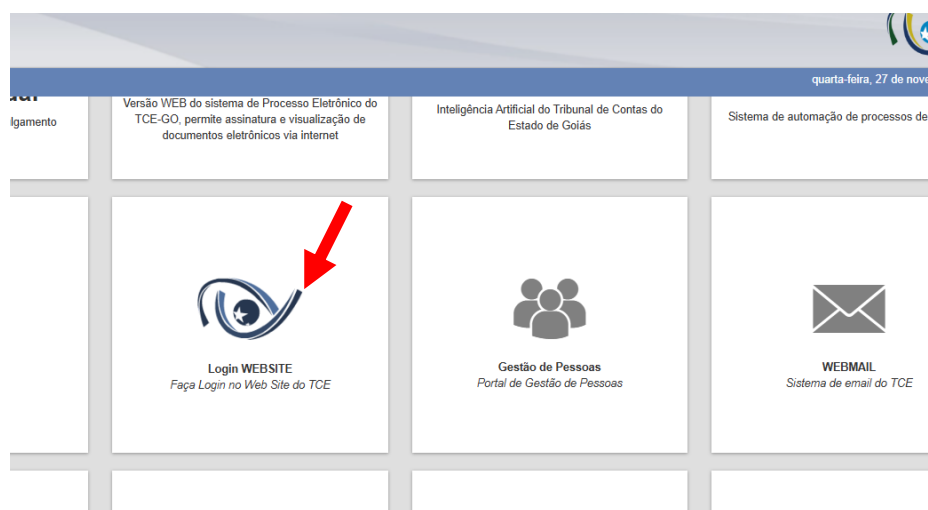 quarta-feira, 27 de nove
lgamento
Versão WEB do sistema de Processo Eletrônico do
TCE-GO, permite assinatura e visualização de
documentos eletrônicos via internet
Inteligência Artificial do Tribunal de Contas do
Estado de Goiás
Sistema de automação de processos de
Login WEBSITE
Faça Login no Web Site do TCE
Gestão de Pessoas
Portal de Gestão de Pessoas
WEBMAIL
Sistema de email do TCE